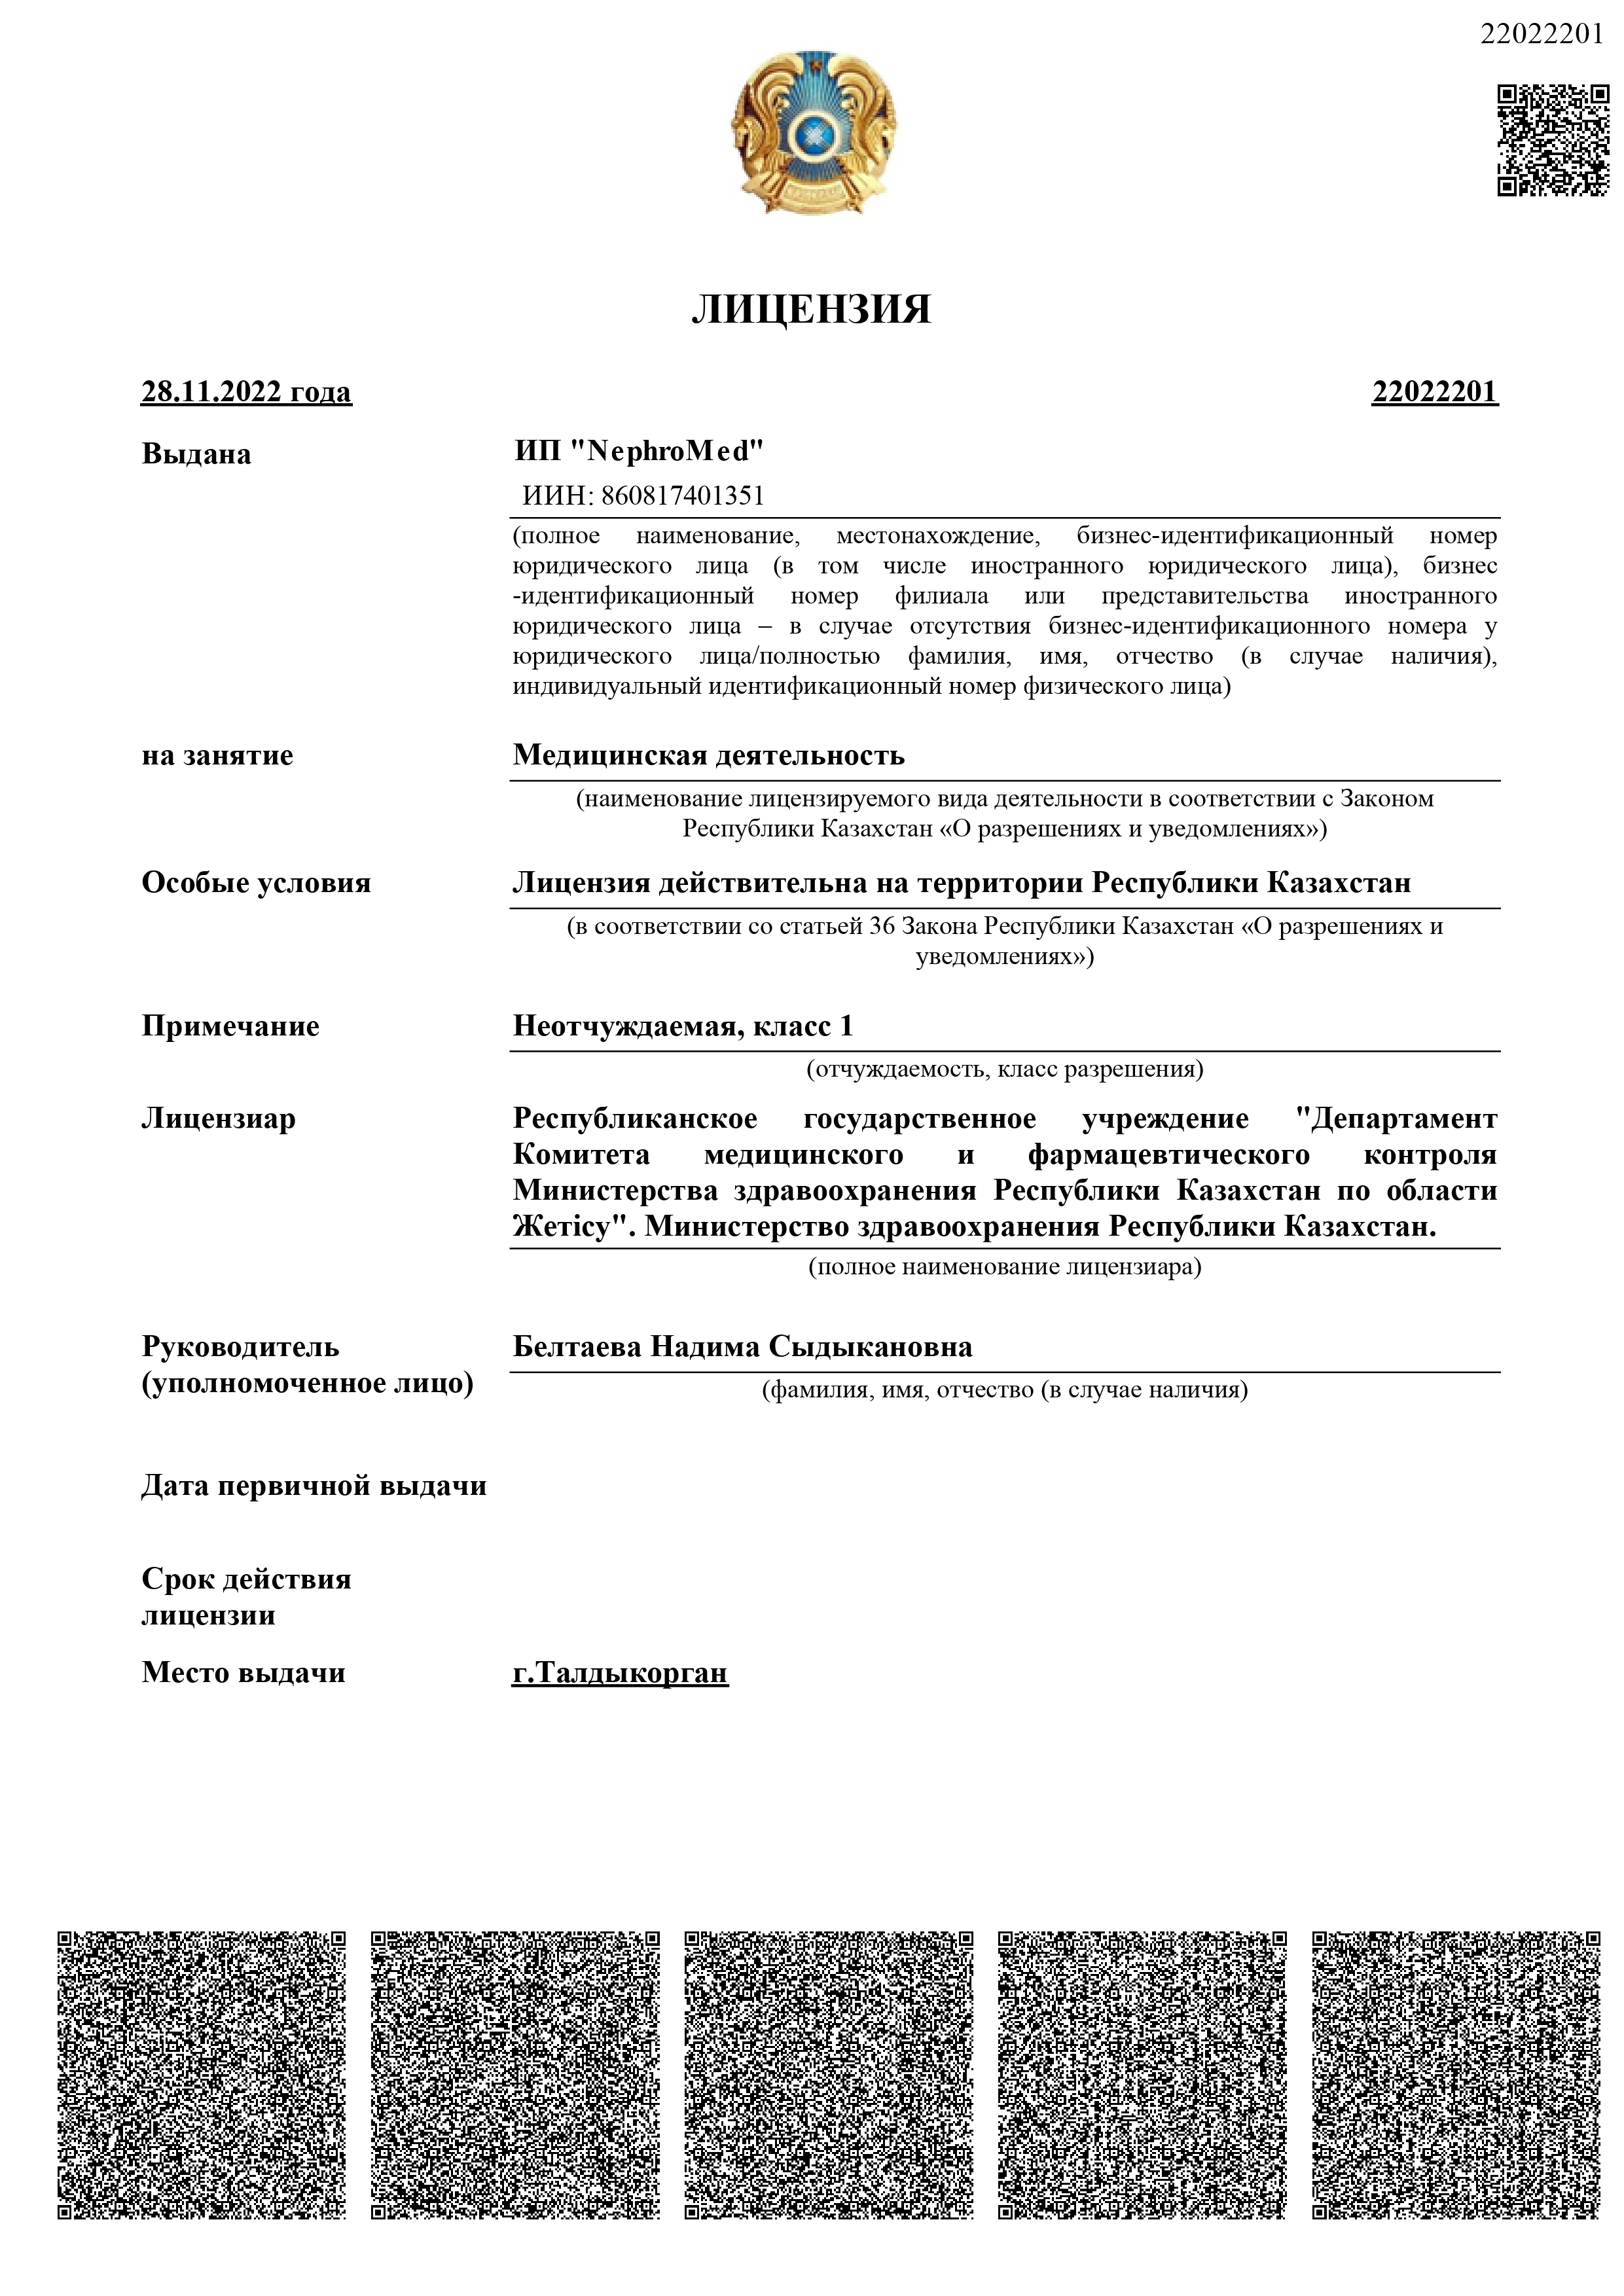 22022201
ЛИЦЕНЗИЯ
28.11.2022 года 22022201
Выдана ИП "NephroMed"
ИИН: 860817401351
(полное наименование, местонахождение, бизнес-идентификационный номер
юридического лица (в том числе иностранного юридического лица), бизнес
-идентификационный номер филиала или представительства иностранного
юридического лица – в случае отсутствия бизнес-идентификационного номера у
юридического лица/полностью фамилия, имя, отчество (в случае наличия),
индивидуальный идентификационный номер физического лица)
на занятие Медицинская деятельность
(наименование лицензируемого вида деятельности в соответствии с Законом
Республики Казахстан «О разрешениях и уведомлениях»)
Особые условия Лицензия действительна на территории Республики Казахстан
(в соответствии со статьей 36 Закона Республики Казахстан «О разрешениях и
уведомлениях»)
Примечание Неотчуждаемая, класс 1
(отчуждаемость, класс разрешения)
Лицензиар Республиканское государственное учреждение "Департамент
Комитета медицинского и фармацевтического контроля
Министерства здравоохранения Республики Казахстан по области
Жетісу". Министерство здравоохранения Республики Казахстан.
(полное наименование лицензиара)
Руководитель Белтаева Надима Сыдыкановна
(уполномоченное лицо)
(фамилия, имя, отчество (в случае наличия)
Дата первичной выдачи
Срок действия
лицензии
Место выдачи г.Талдыкорган